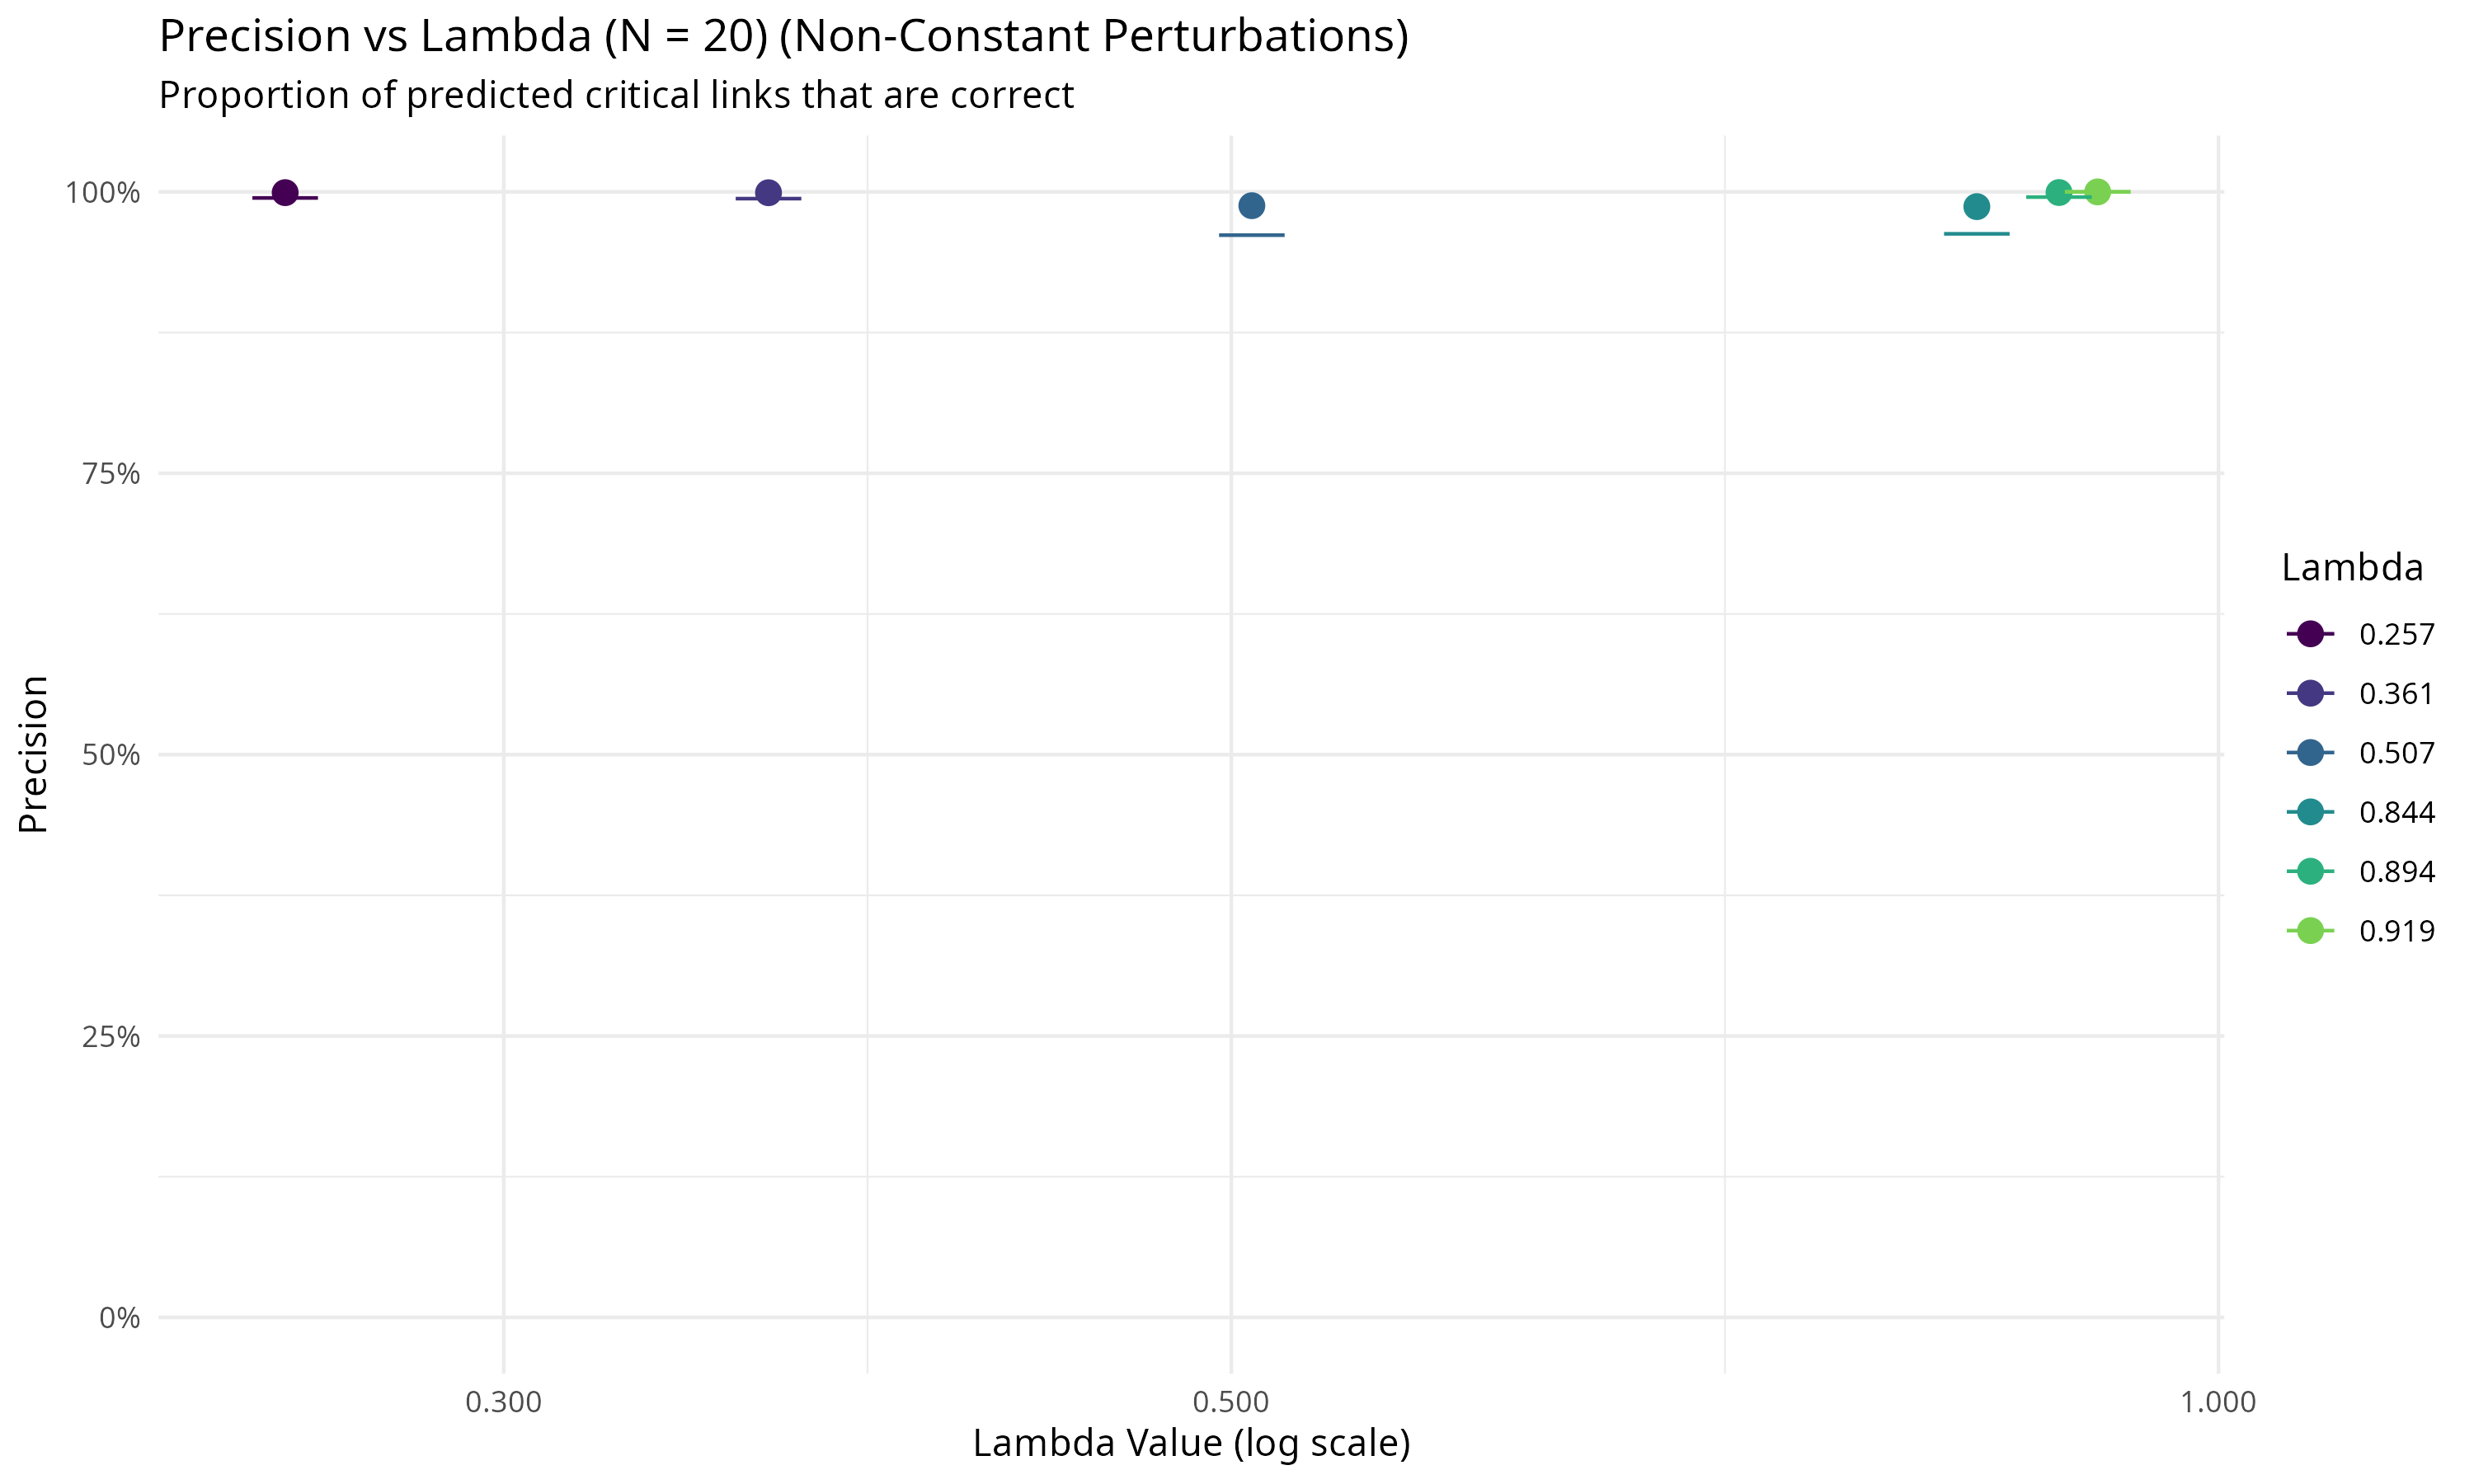 Precision vs Lambda (N = 20) (Non-Constant Perturbations)
Proportion of predicted critical links that are correct
100%
75%
50%
25%
0%
Precision
0.300
0.500
1.000
Lambda Value (log scale)
Lambda
0.257
0.361
0.507
0.844
0.894
0.919